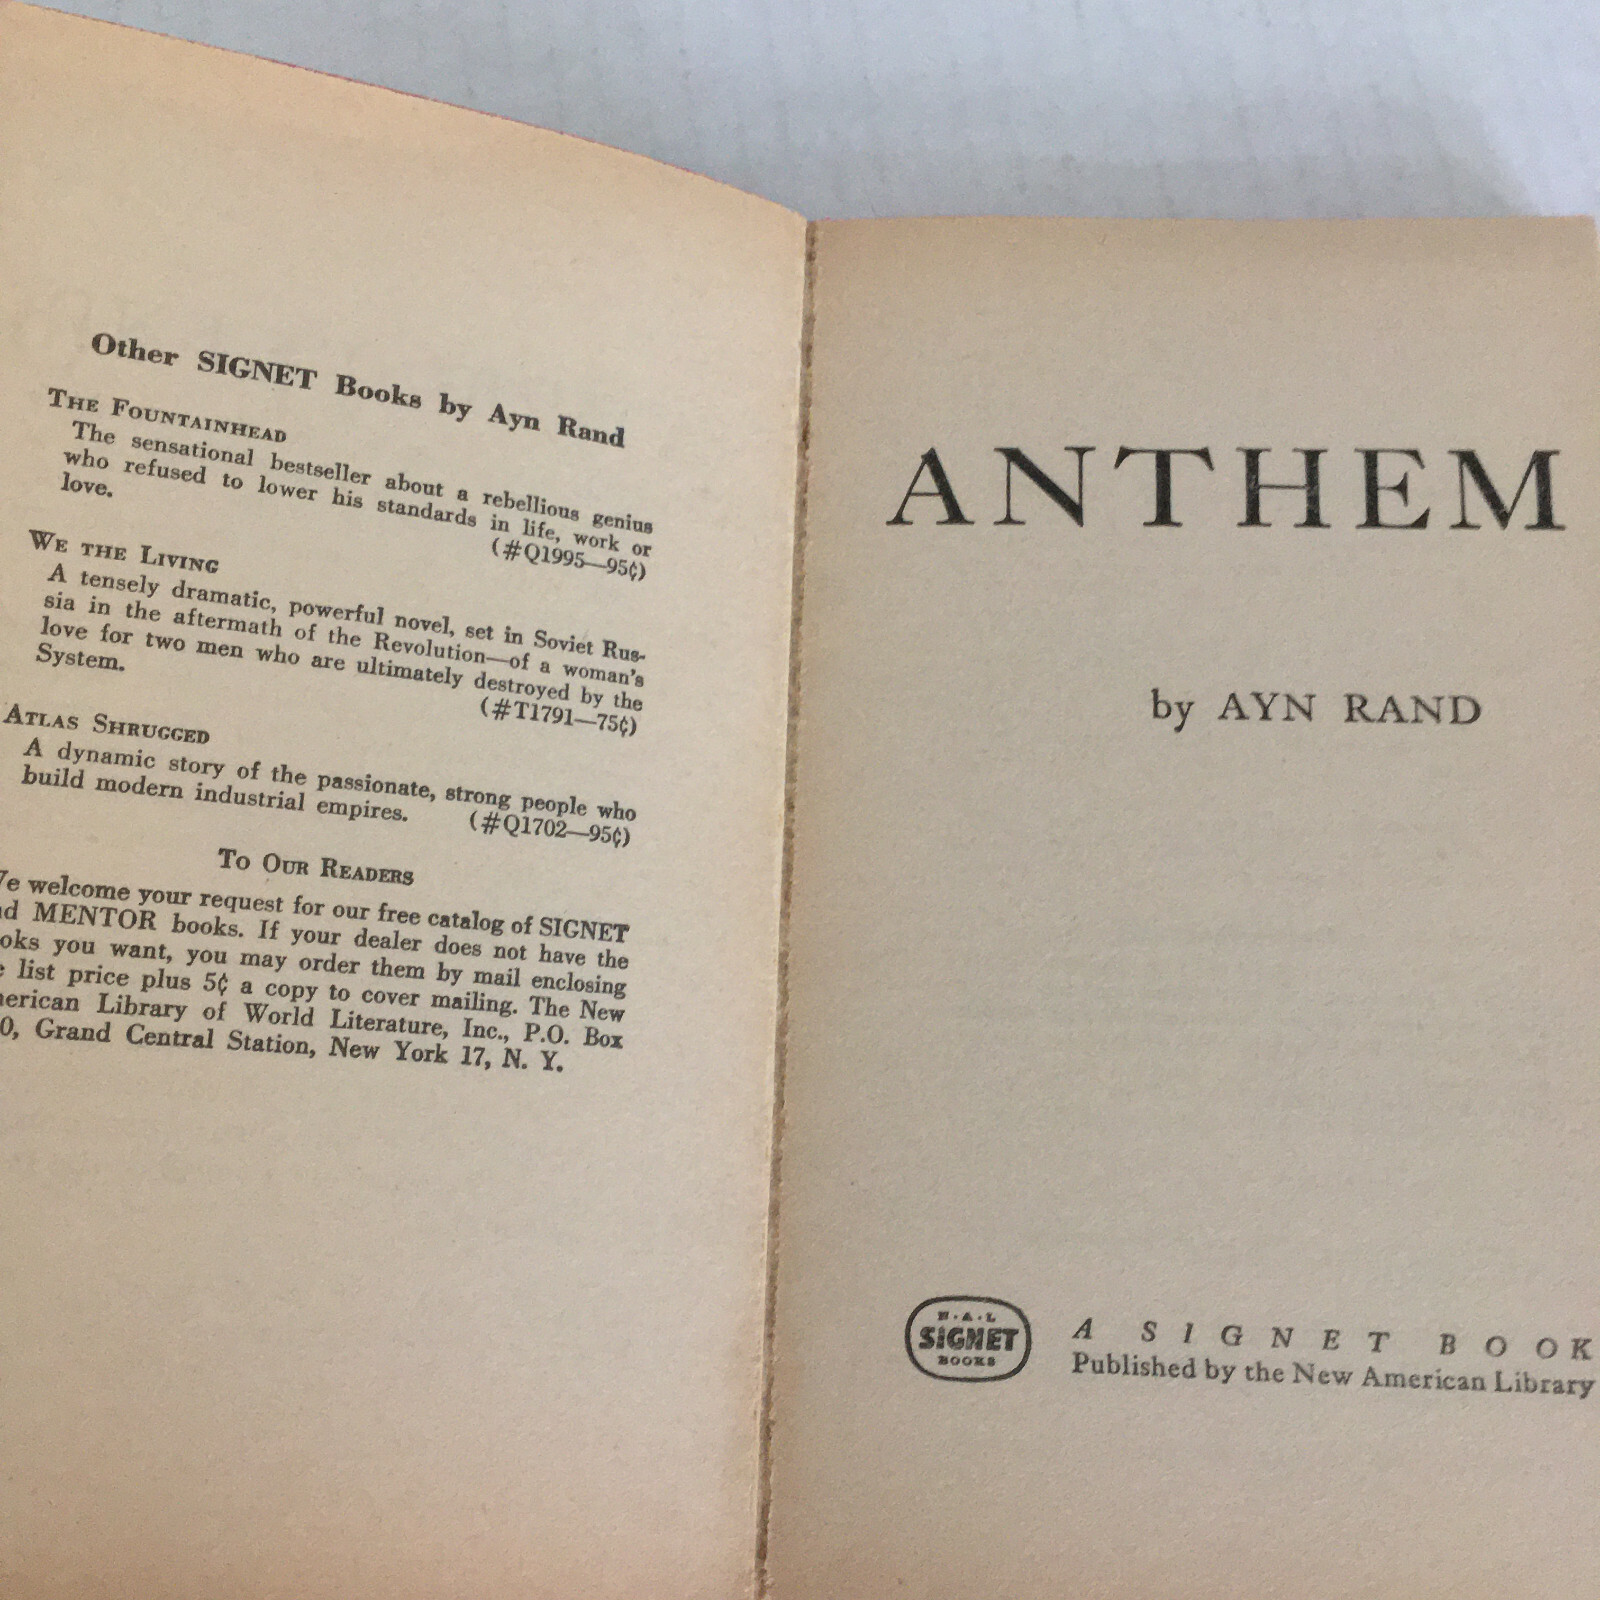 Other SIGNET Books by Ayn Rand
THE FOUNTAINHEAD
The sensational bestseller about a rebellious genius
who refused to lower his standards in life, work or
love. (#Q1995—95¢)
WE THE LIVING
A tensely dramatic, powerful novel, set in Soviet Rus-
sia in the aftermath of the Revolution—of a woman's
love for two men who are ultimately destroyed by the
System. (#T1791—75¢)
ATLAS SHRUGGED
A dynamic story of the passionate, strong people who
build modern industrial empires. (#Q1702—95¢)
TO OUR READERS
welcome your request for our free catalog of SIGNET
MENTOR books. If your dealer does not have the
you want, you may order them by mail enclosing
list price plus 5¢ a copy to cover mailing. The New
Library of World Literature, Inc., P.O. Box
Grand Central Station, New York 17, N. Y.
ANTHEM
by AYN RAND
N·A·L
SIGNET
BOOKS
A SIGNET BOOK
Published by the New American Library